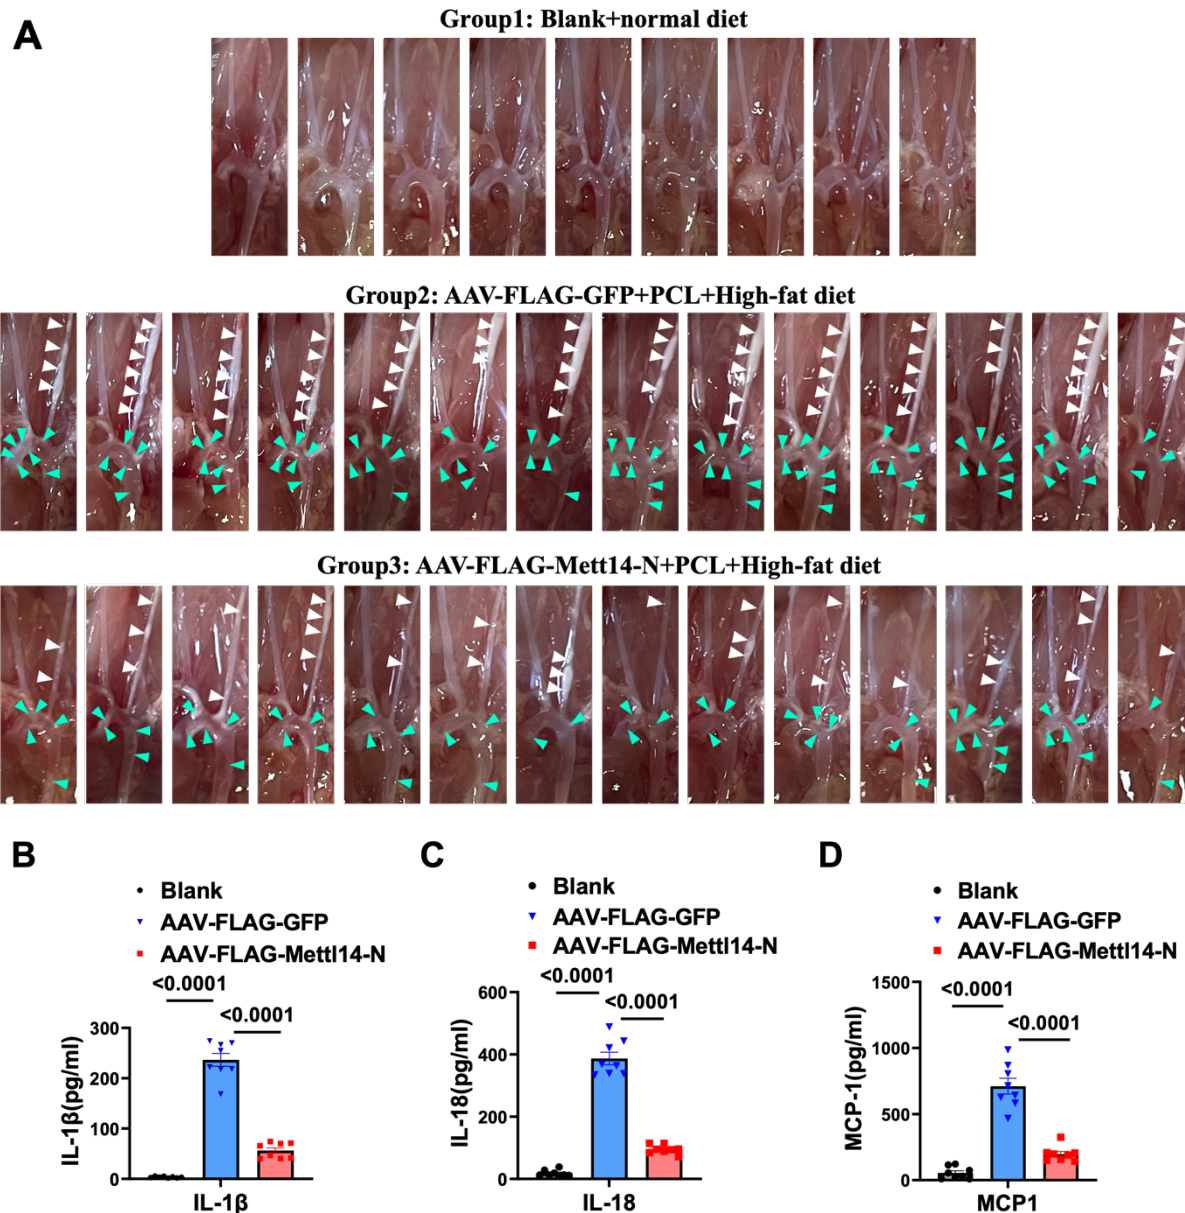 A
Group1: Blank+normal diet
Group2: AAV-FLAG-GFP+PCL+High-fat diet
Group3: AAV-FLAG-Mett14-N+PCL+High-fat diet
B
Blank
AAV-FLAG-GFP
AAV-FLAG-Mettl14-N
<0.0001
<0.0001
300
200
100
0
IL-1β(pg/ml)
IL-1β
C
Blank
AAV-FLAG-GFP
AAV-FLAG-Mettl14-N
<0.0001
<0.0001
600
400
200
0
IL-18(pg/ml)
IL-18
D
Blank
AAV-FLAG-GFP
AAV-FLAG-Mettl14-N
<0.0001
<0.0001
1500
1000
500
0
MCP-1(pg/ml)
MCP1